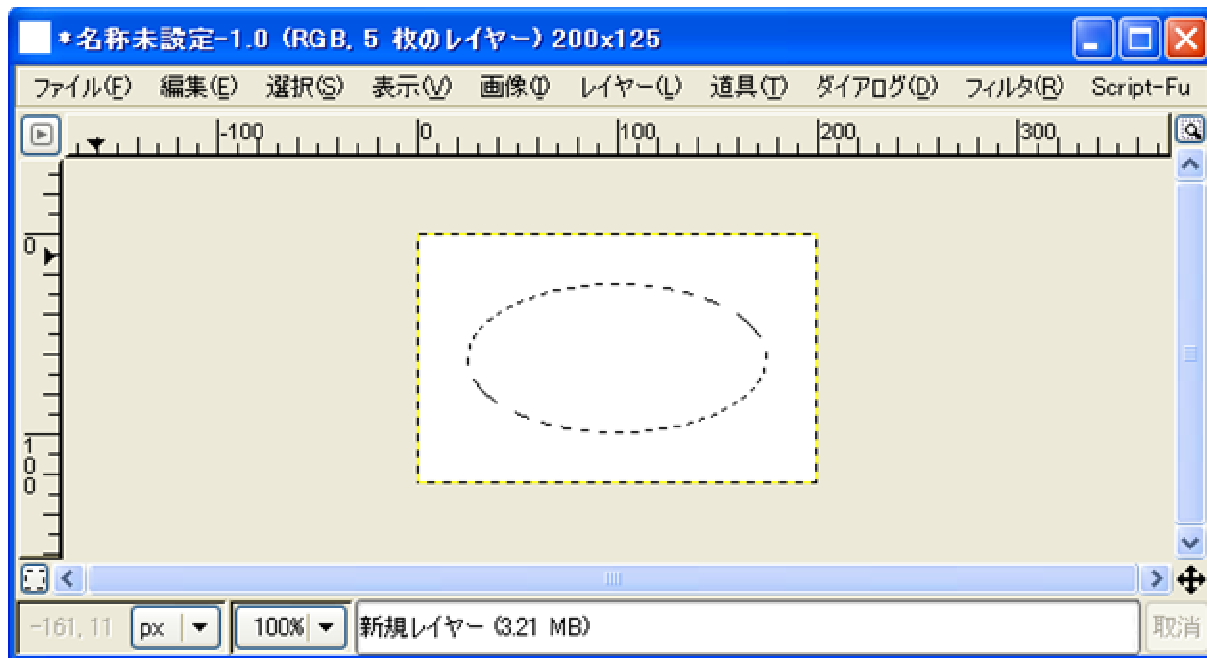 *名称未設定-1.0 (RGB, 5 枚のレイヤー) 200x125
ファイル(F) 編集(E) 選択(S) 表示(V) 画像(I) レイヤー(L) 道具(T) ダイアログ(D) フィルタ(R) Script-Fu
-100 0 100 200 300
0
100
-161, 11 px 100% 新規レイヤー (3.21 MB) 取消